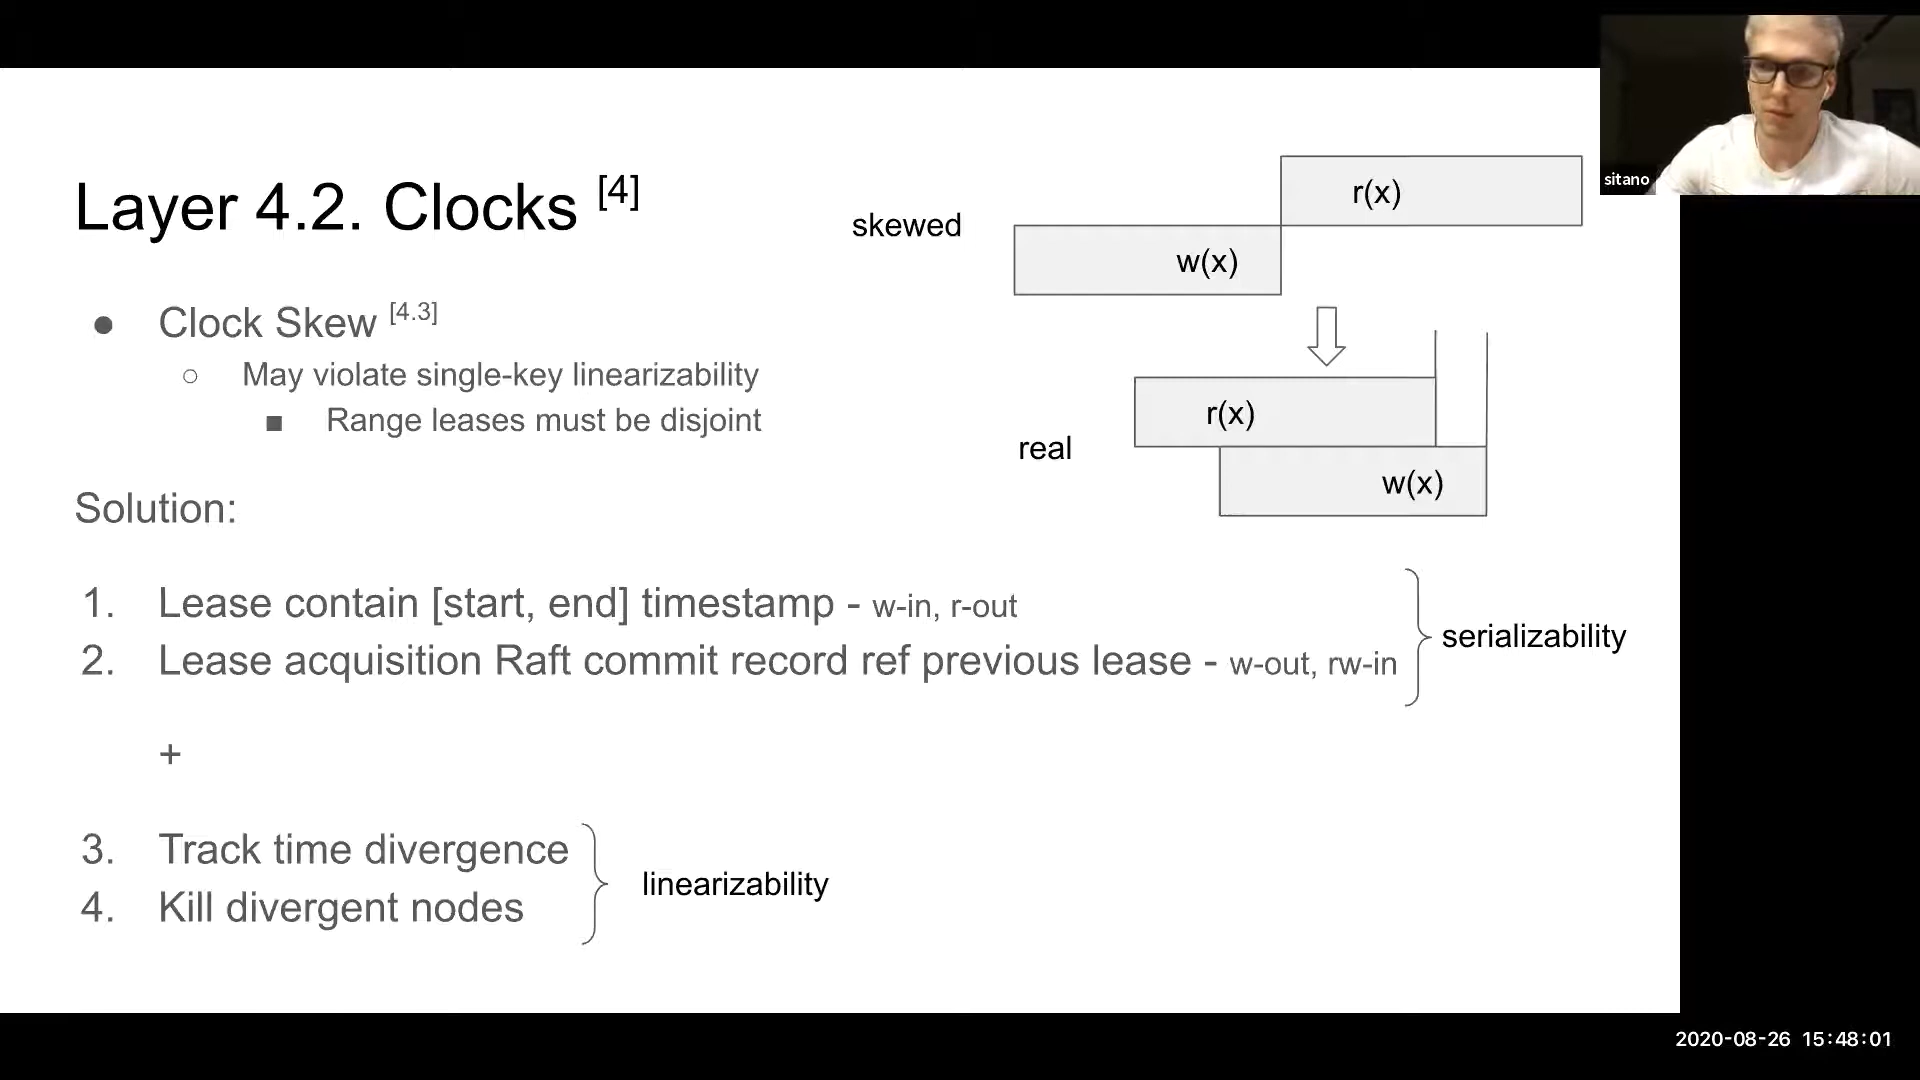 Layer 4.2. Clocks [4]
● Clock Skew [4.3]
○ May violate single-key linearizability
■ Range leases must be disjoint
Solution:
1. Lease contain [start, end] timestamp - w-in, r-out
2. Lease acquisition Raft commit record ref previous lease - w-out, rw-in
serializability
+
3. Track time divergence
4. Kill divergent nodes
linearizability
skewed
r(x)
w(x)
real
r(x)
w(x)
sitano
2020-08-26 15:48:01